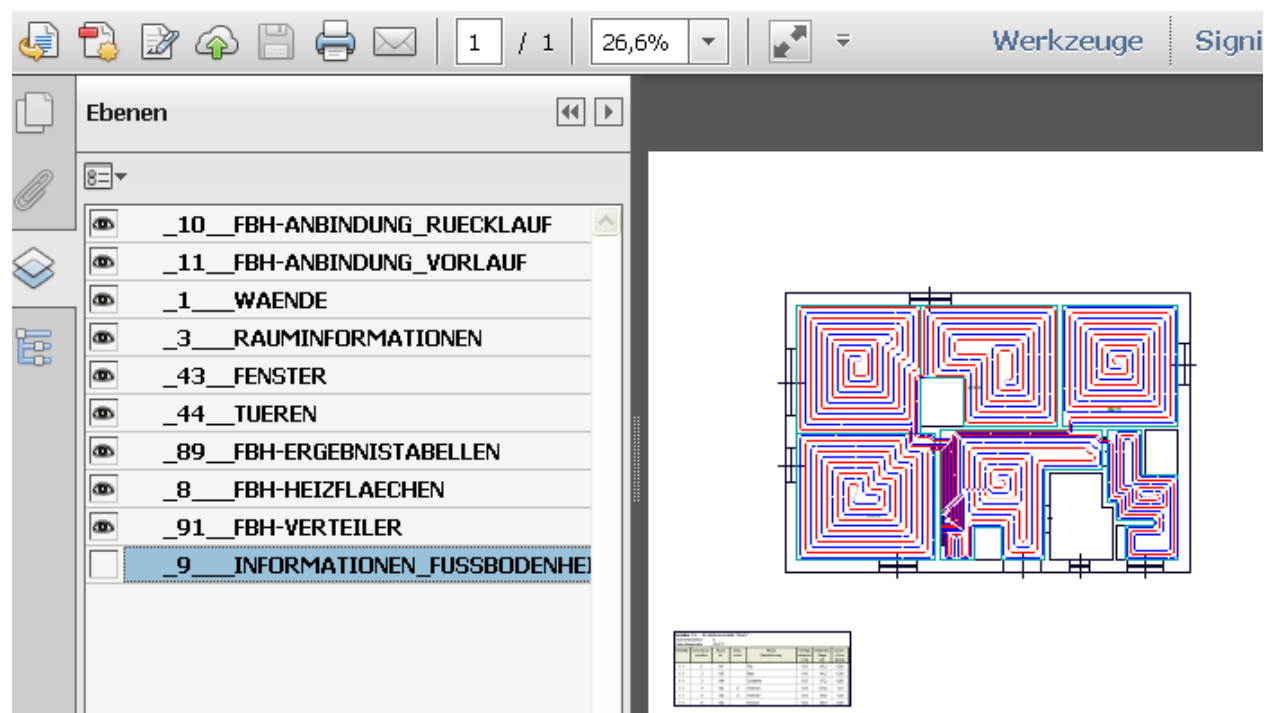 1 / 1 26,6% Werkzeuge Signi
Ebenen
_10__FBH-ANBINDUNG_RUECKLAUF
_11__FBH-ANBINDUNG_VORLAUF
_1___WAENDE
_3___RAUMINFORMATIONEN
_43__FENSTER
_44__TUEREN
_89__FBH-ERGEBNISTABELLEN
_8___FBH-HEIZFLAECHEN
_91__FBH-VERTEILER
_9___INFORMATIONEN_FUSSBODENHEI